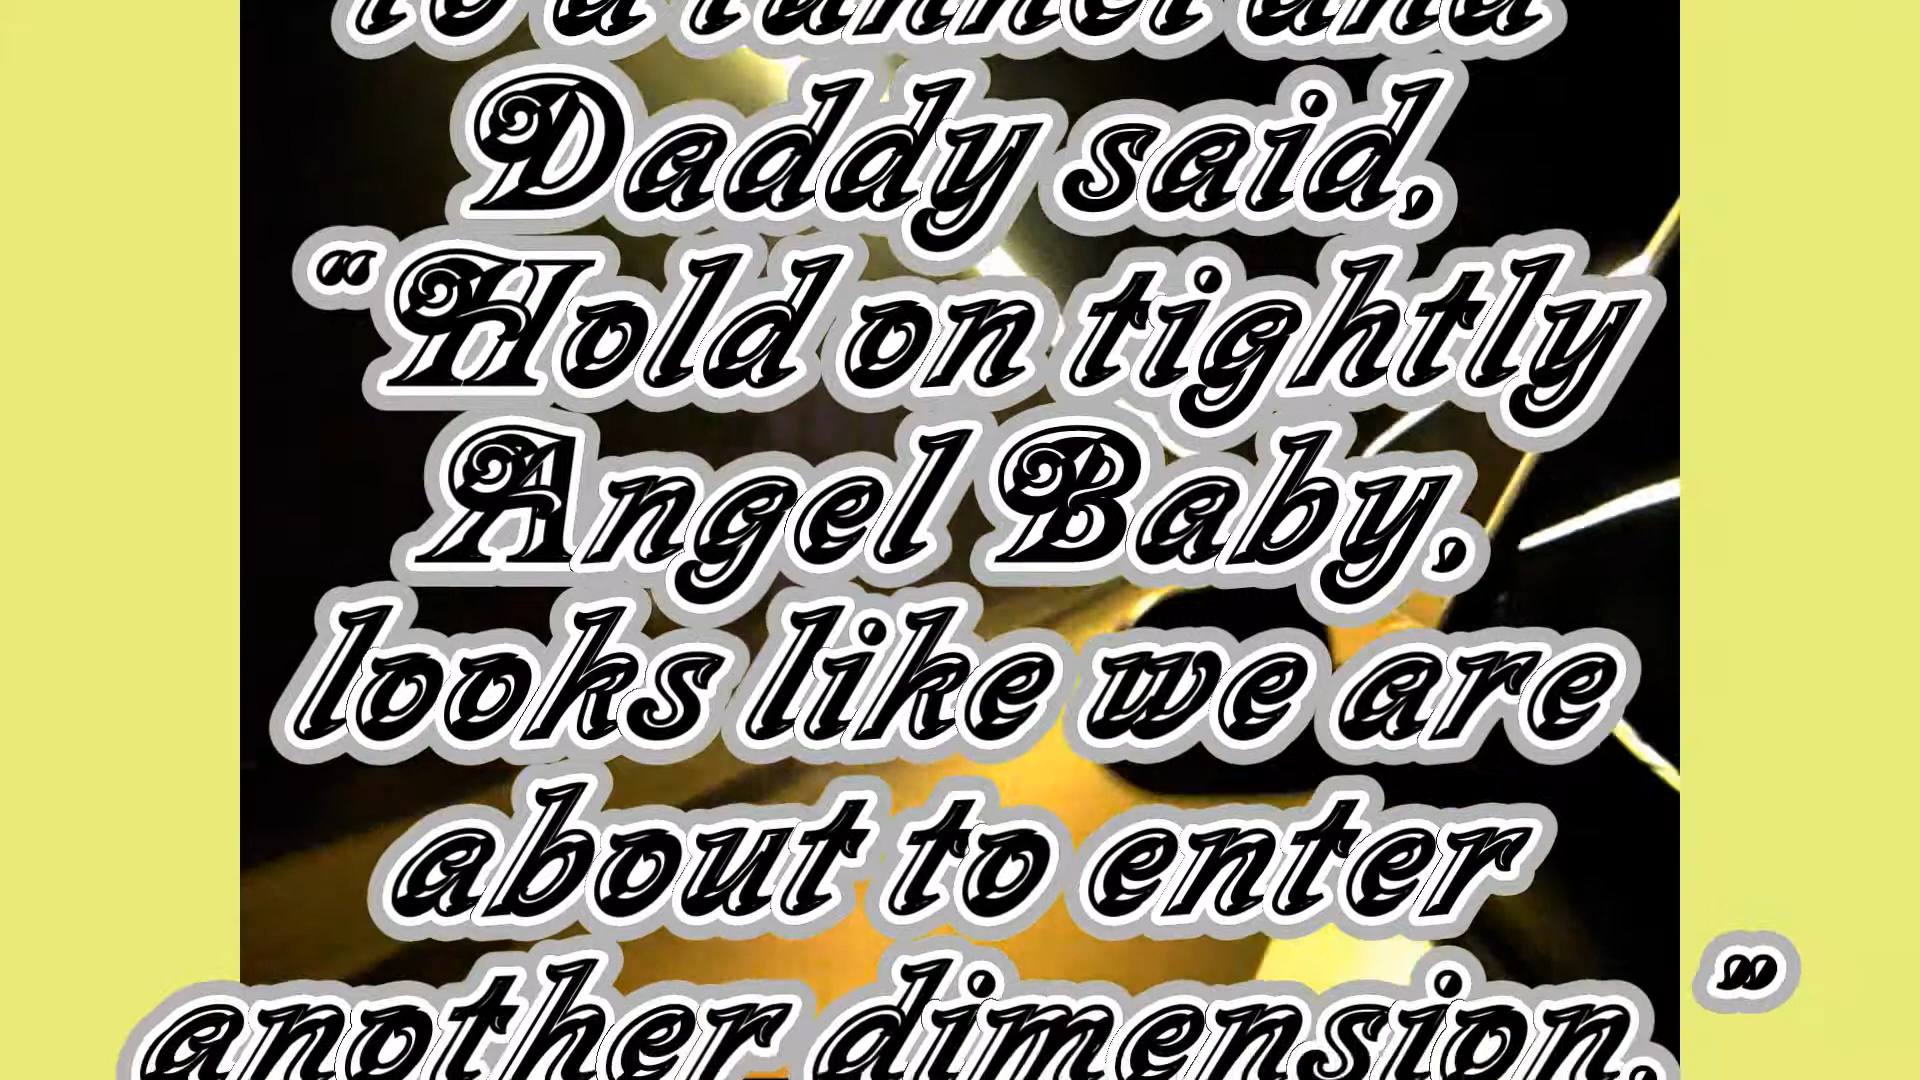 to a tunnel and
Daddy said,
“Hold on tightly
Angel Baby,
looks like we are
about to enter
another dimension.”